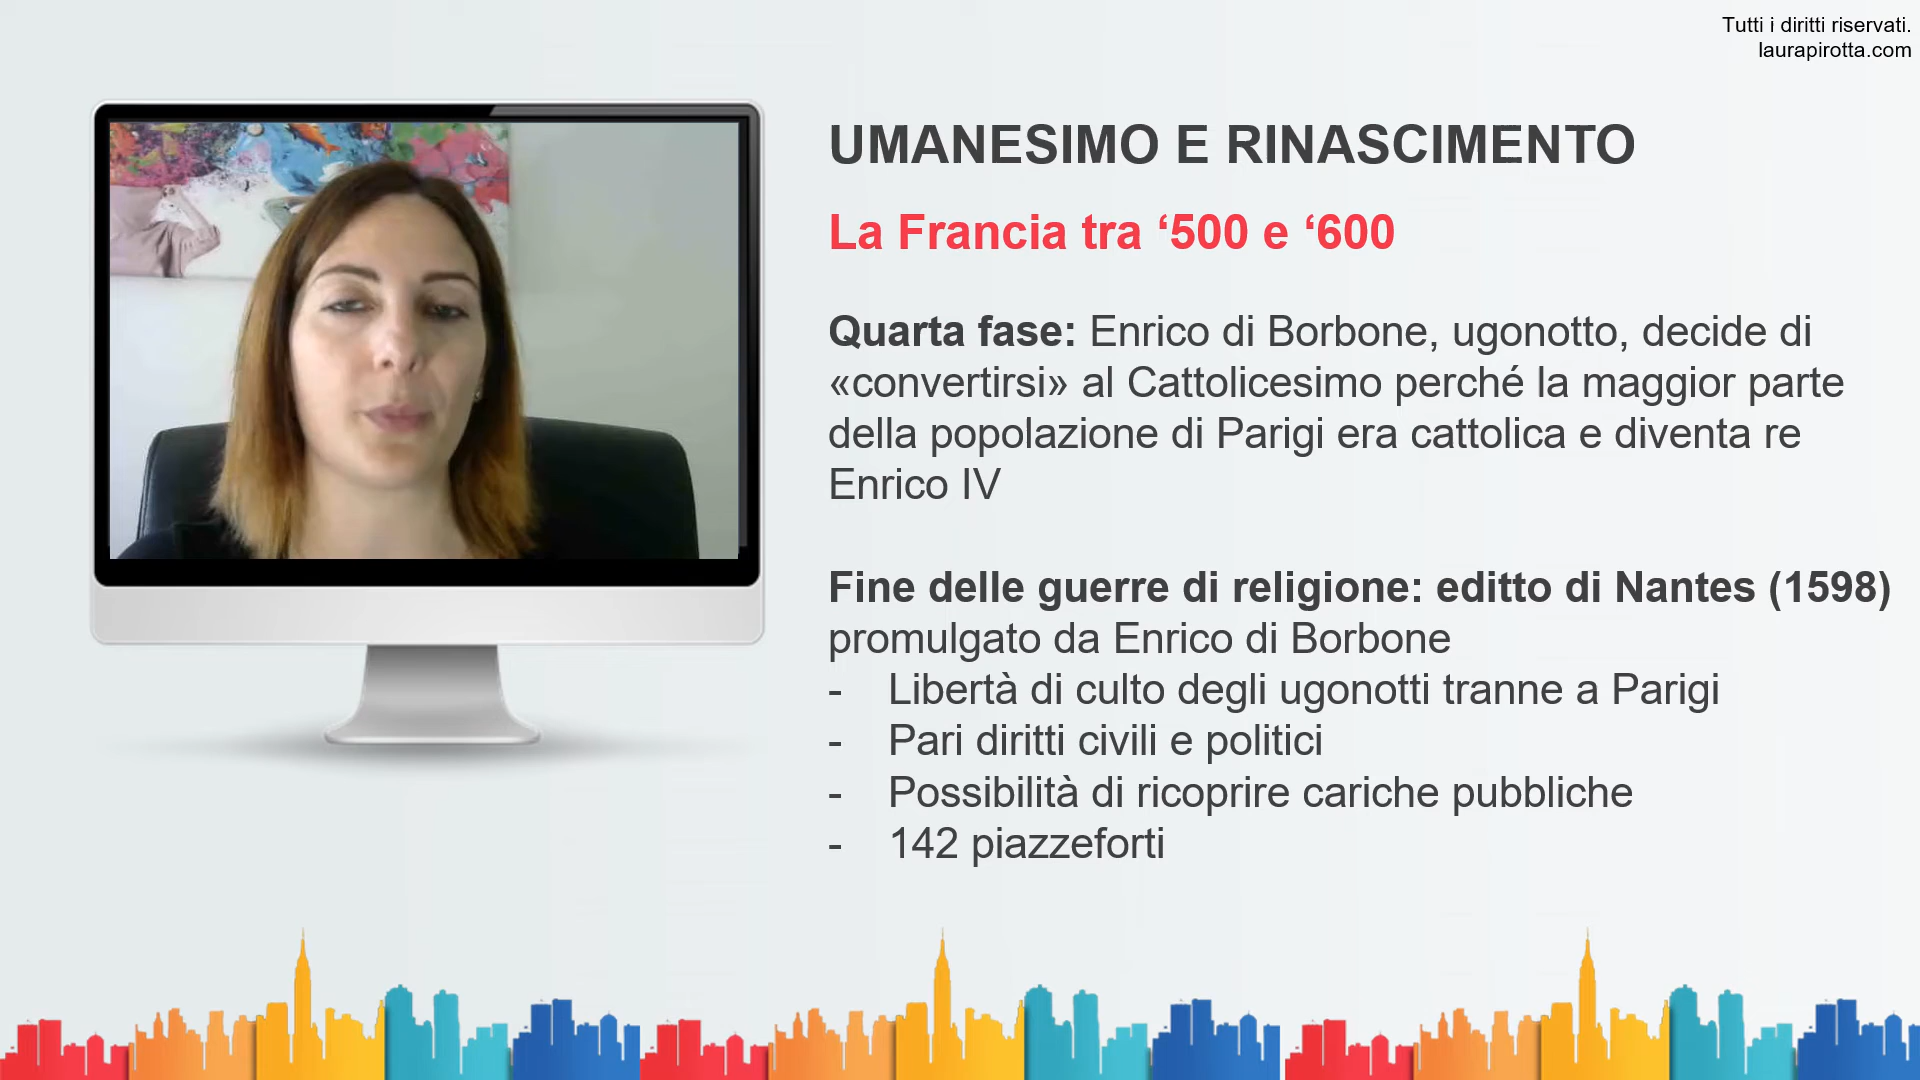 Tutti i diritti riservati.
laurapirotta.com
UMANESIMO E RINASCIMENTO
La Francia tra ‘500 e ‘600
Quarta fase: Enrico di Borbone, ugonotto, decide di
«convertirsi» al Cattolicesimo perché la maggior parte
della popolazione di Parigi era cattolica e diventa re
Enrico IV
Fine delle guerre di religione: editto di Nantes (1598)
promulgato da Enrico di Borbone
- Libertà di culto degli ugonotti tranne a Parigi
- Pari diritti civili e politici
- Possibilità di ricoprire cariche pubbliche
- 142 piazzeforti